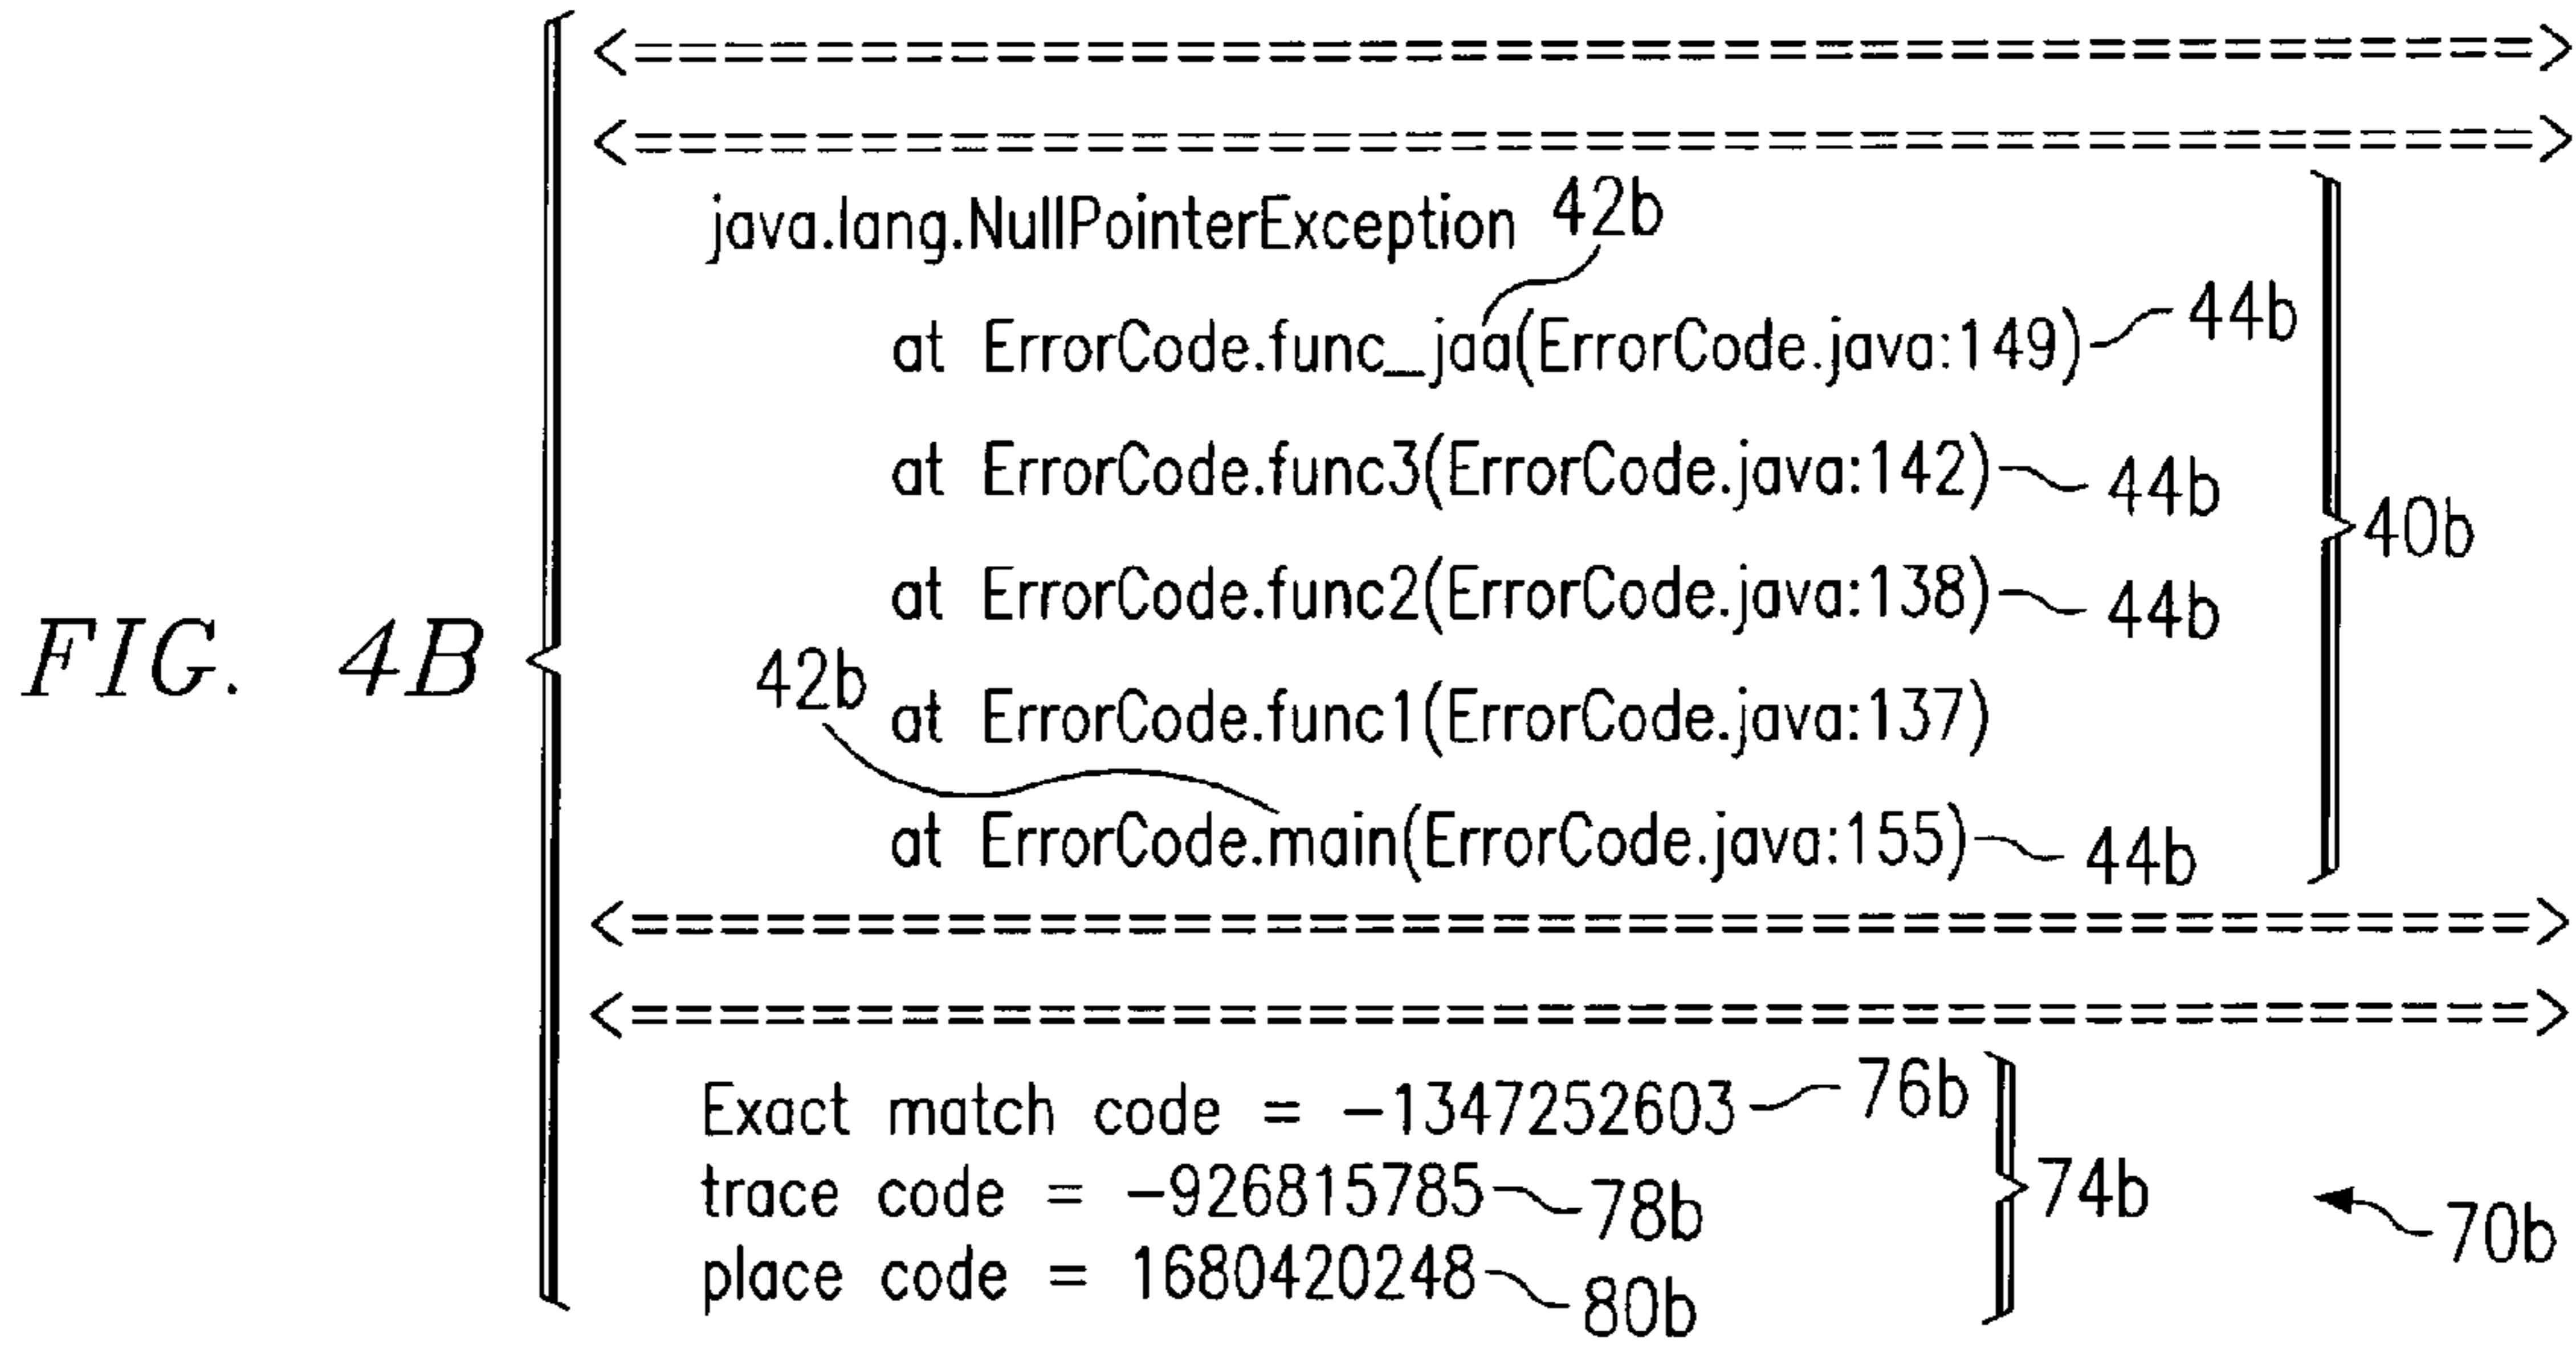 <===========================================>
<===========================================>
java.lang.NullPointerException 42b
at ErrorCode.func_jaa(ErrorCode.java:149) 44b
at ErrorCode.func3(ErrorCode.java:142) 44b
40b
at ErrorCode.func2(ErrorCode.java:138) 44b
FIG. 4B
42b
at ErrorCode.func1(ErrorCode.java:137)
at ErrorCode.main(ErrorCode.java:155) 44b
<===========================================>
<===========================================>
Exact match code = -1347252603 76b
trace code = -926815785 78b
74b
70b
place code = 1680420248 80b